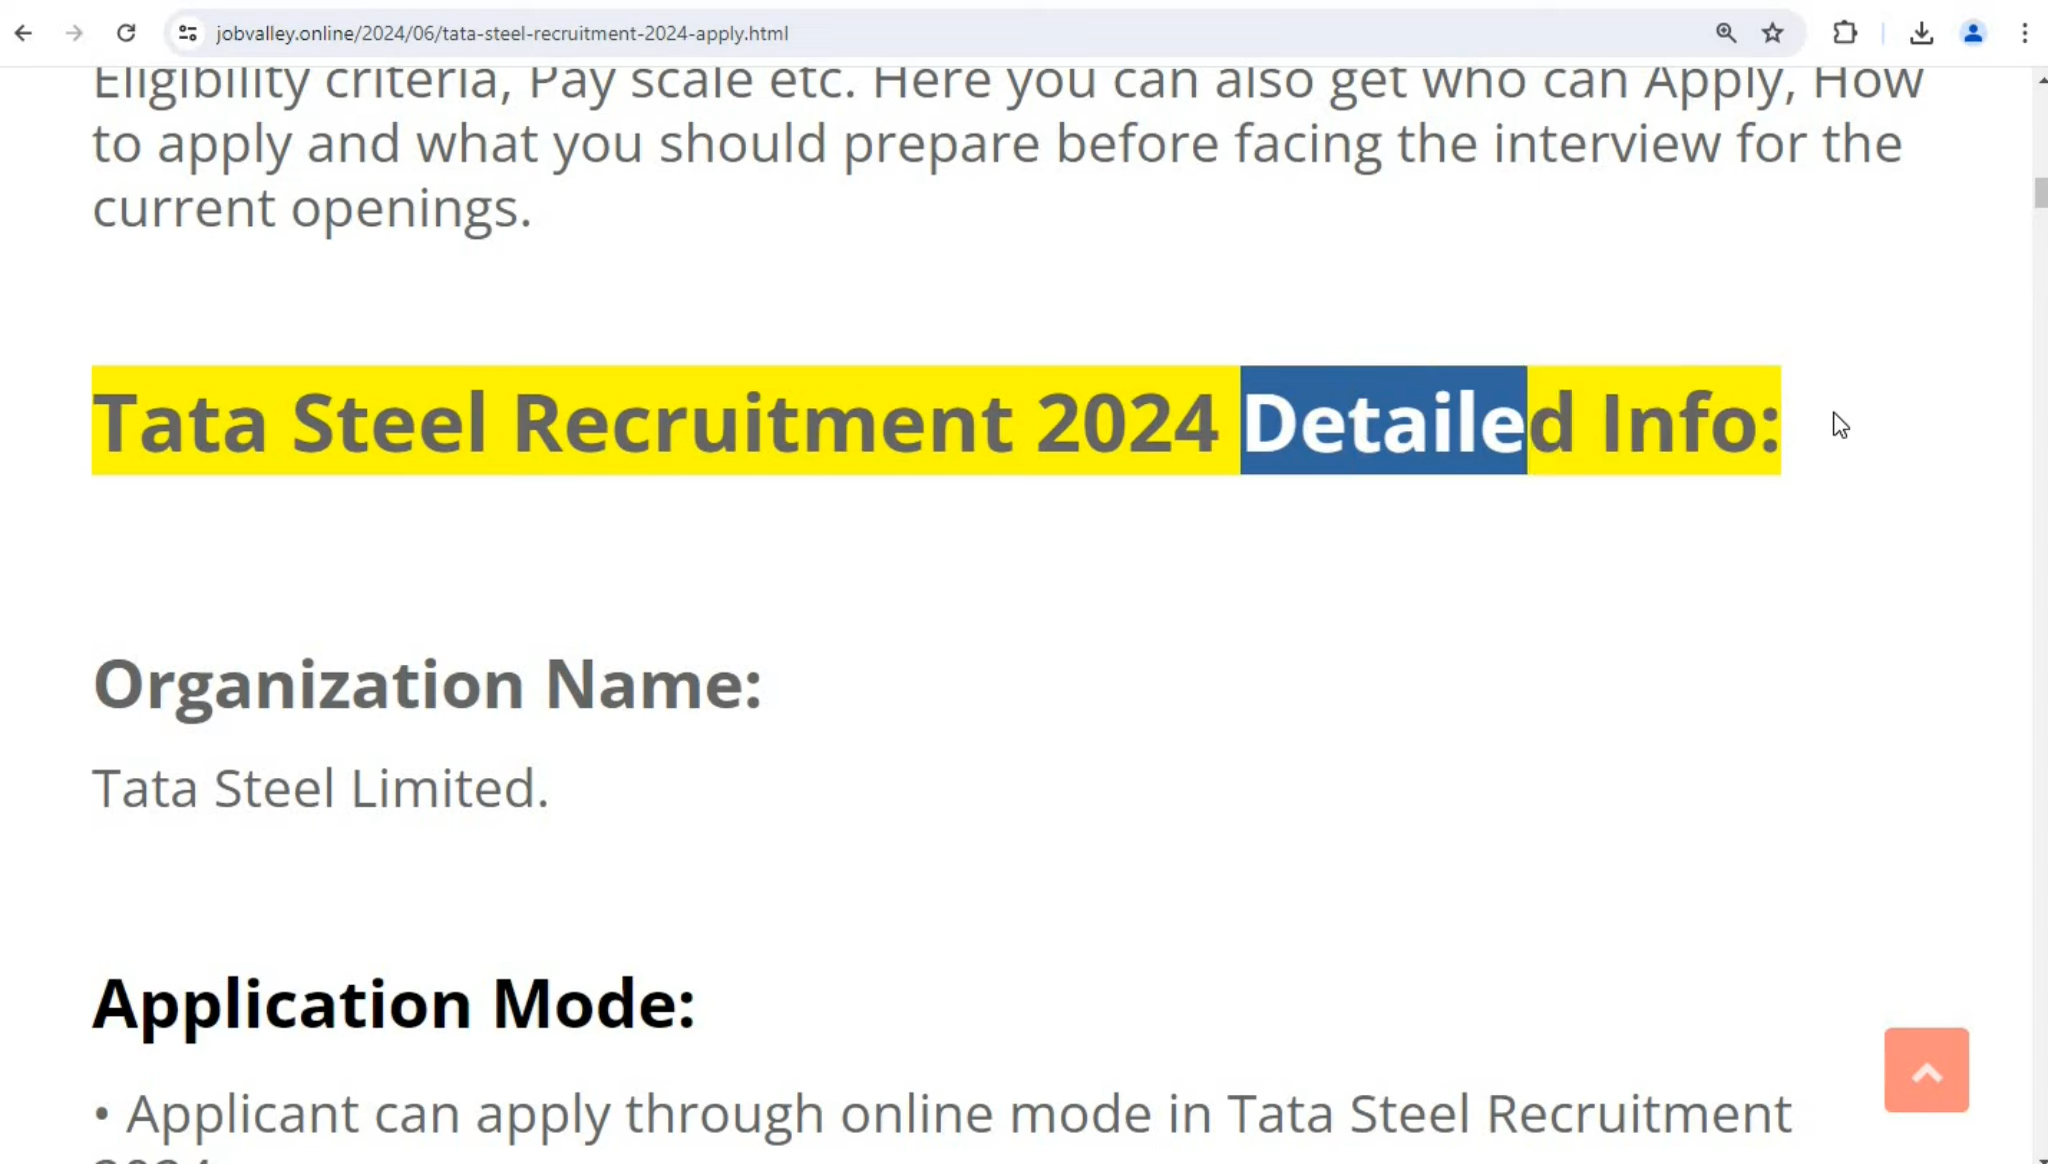 jobvalley.online/2024/06/tata-steel-recruitment-2024-apply.html
Eligibility criteria, Pay scale etc. Here you can also get who can Apply, How
to apply and what you should prepare before facing the interview for the
current openings.
Tata Steel Recruitment 2024 Detailed Info:
Organization Name:
Tata Steel Limited.
Application Mode:
• Applicant can apply through online mode in Tata Steel Recruitment